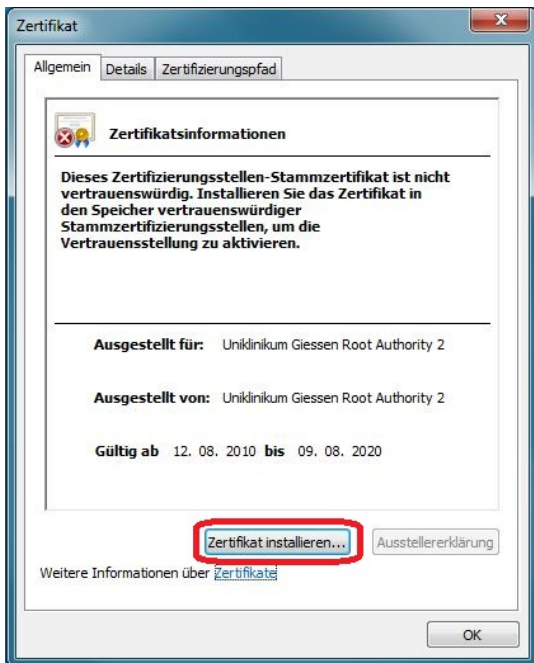 Zertifikat
Allgemein Details Zertifizierungspfad
Zertifikatsinformationen
Dieses Zertifizierungsstellen-Stammzertifikat ist nicht
vertrauenswürdig. Installieren Sie das Zertifikat in
den Speicher vertrauenswürdiger
Stammzertifizierungsstellen, um die
Vertrauensstellung zu aktivieren.
Ausgestellt für: Uniklinikum Giessen Root Authority 2
Ausgestellt von: Uniklinikum Giessen Root Authority 2
Gültig ab 12. 08. 2010 bis 09. 08. 2020
Zertifikat installieren... Ausstellererklärung
Weitere Informationen über Zertifikate
OK